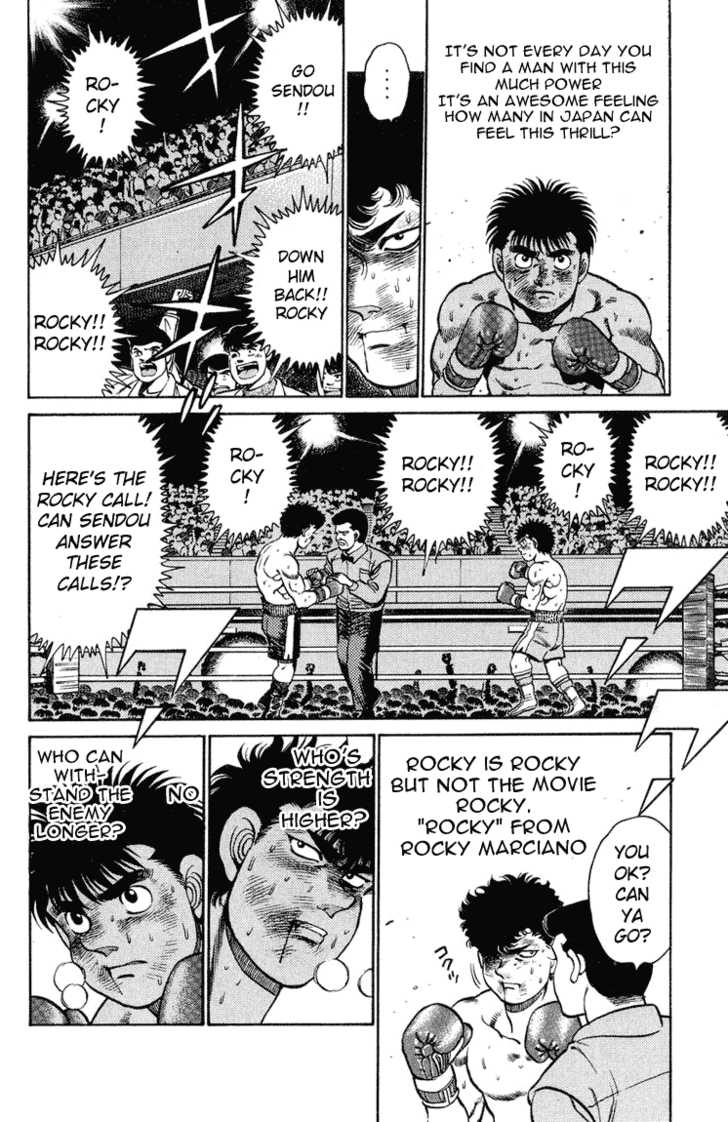 IT'S NOT EVERY DAY YOU
FIND A MAN WITH THIS
MUCH POWER
IT'S AN AWESOME FEELING
HOW MANY IN JAPAN CAN
FEEL THIS THRILL?
...
GO
SENDOU
!!
RO-
CKY
!
DOWN
HIM
BACK!!
ROCKY
ROCKY!!
ROCKY!!
ROCKY!!
ROCKY!!
RO-
CKY
!
ROCKY!!
ROCKY!!
RO-
CKY
!
HERE'S THE
ROCKY CALL!
CAN SENDOU
ANSWER
THESE
CALLS!?
ROCKY IS ROCKY
BUT NOT THE MOVIE
ROCKY.
"ROCKY" FROM
ROCKY MARCIANO
YOU
OK?
CAN
YA
GO?
WHO'S
STRENGTH
IS
HIGHER?
NO,
WHO CAN
WITH-
STAND THE
ENEMY
LONGER?